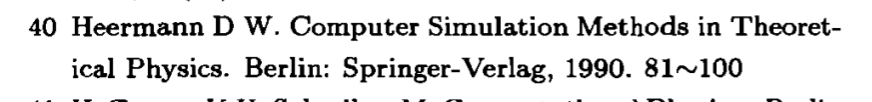 40 Heermann D W. Computer Simulation Methods in Theoret-
ical Physics. Berlin: Springer-Verlag, 1990. 81~100